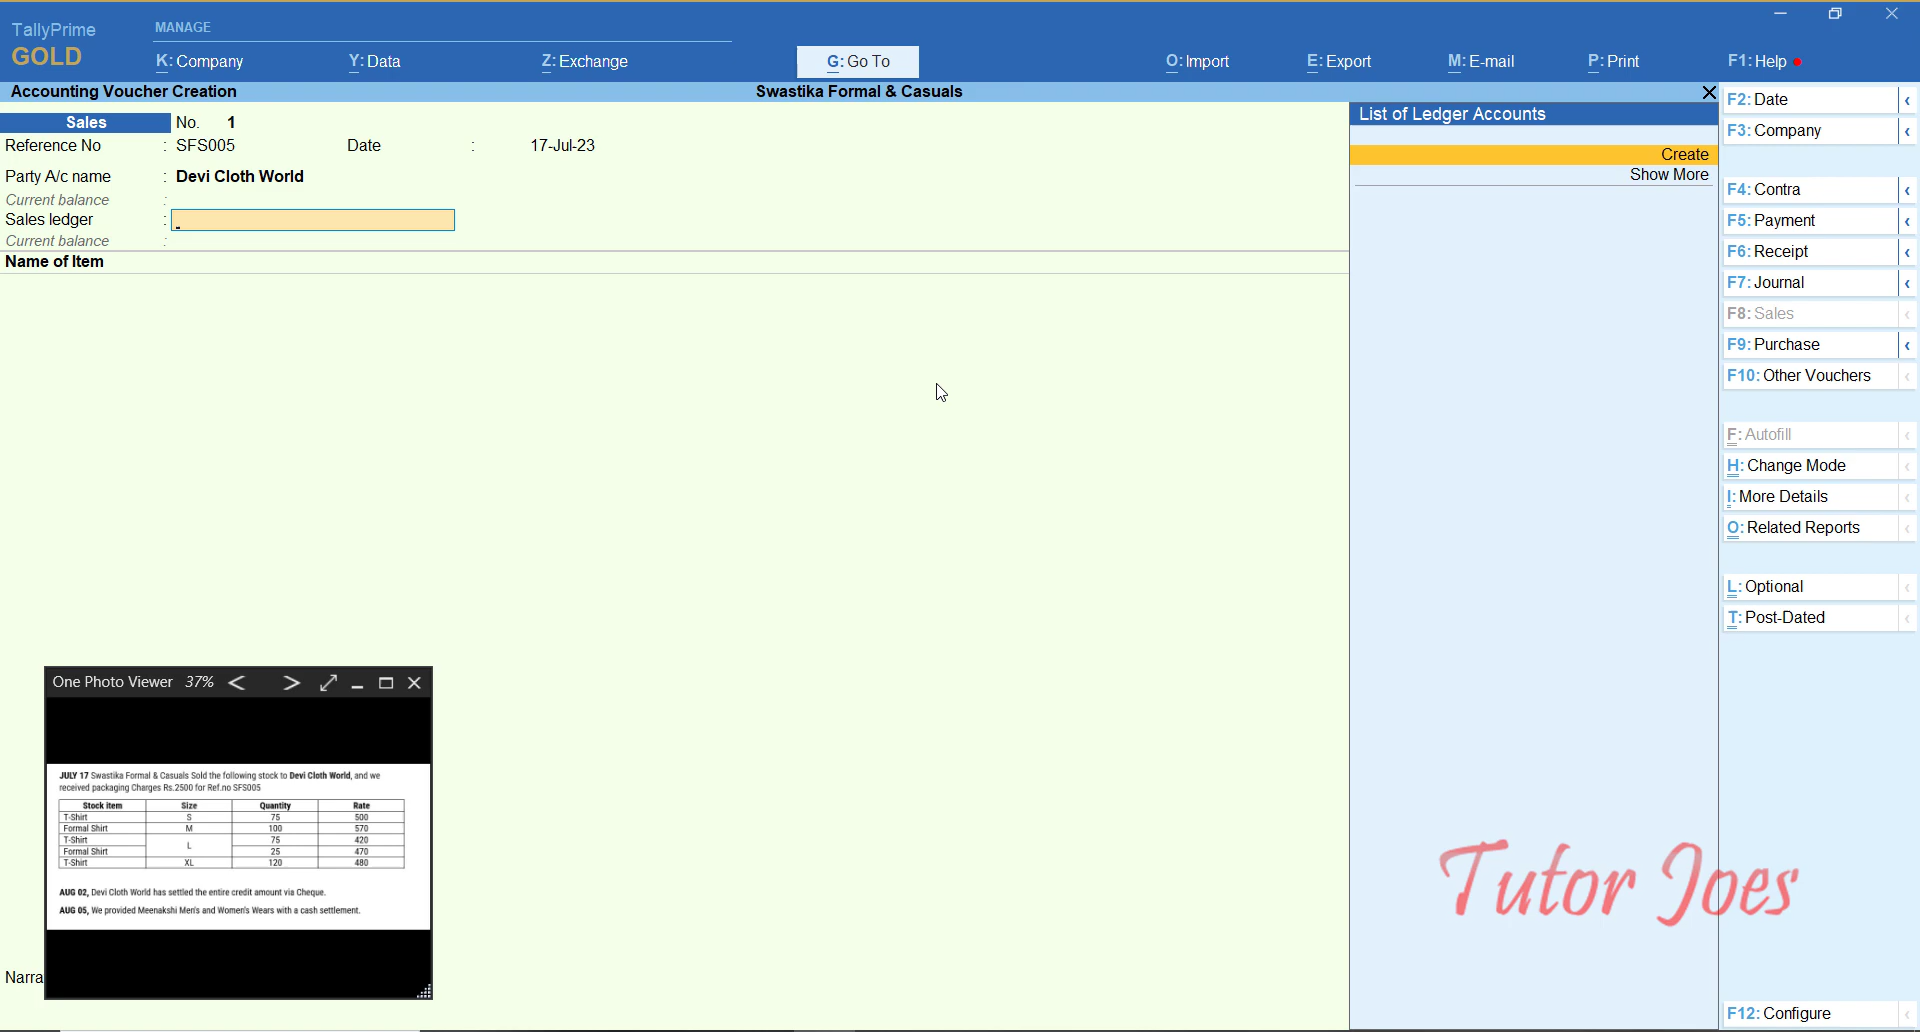 TallyPrime
GOLD
MANAGE
K: Company
Y: Data
Z: Exchange
G: Go To
O: Import
E: Export
M: E-mail
P: Print
F1: Help
Accounting Voucher Creation
Swastika Formal & Casuals
Sales No. 1
Reference No : SFS005 Date : 17-Jul-23
Party A/c name : Devi Cloth World
Current balance :
Sales ledger :
Current balance :
Name of Item
List of Ledger Accounts
Create
Show More
F2: Date
F3: Company
F4: Contra
F5: Payment
F6: Receipt
F7: Journal
F8: Sales
F9: Purchase
F10: Other Vouchers
F: Autofill
H: Change Mode
I: More Details
O: Related Reports
L: Optional
T: Post-Dated
F12: Configure
One Photo Viewer 37%
JULY 17 Swastika Formal & Casuals Sold the following stock to Devi Cloth World, and we
received packaging Charges Rs.2500 for Ref.no SFS005
Stock item Size Quantity Rate
T-Shirt S 75 500
Formal Shirt M 100 570
T-Shirt L 75 420
Formal Shirt 25 470
T-Shirt XL 120 480
AUG 02, Devi Cloth World has settled the entire credit amount via Cheque.
AUG 05, We provided Meenakshi Men's and Women's Wears with a cash settlement.
Narra
Tutor Joes